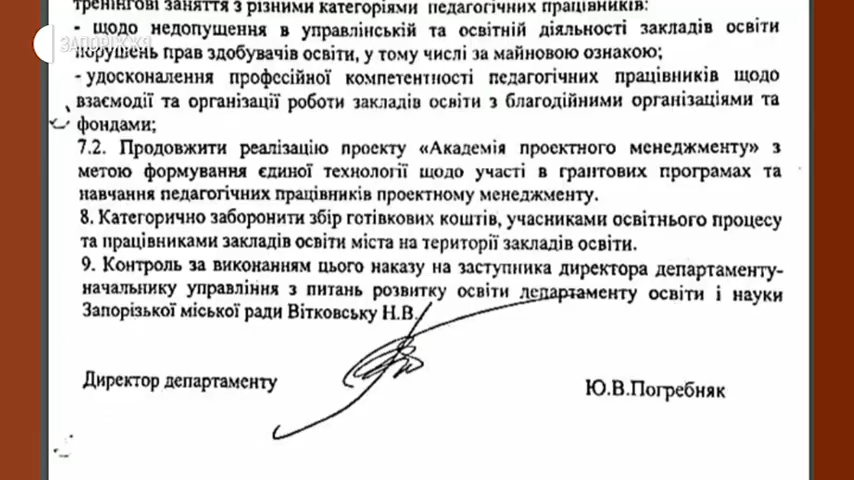 тренінгові заняття з різними категоріями педагогічних працівників:
ЗАПОРІЖЖЯ
- щодо недопущення в управлінській та освітній діяльності закладів освіти
порушень прав здобувачів освіти, у тому числі за майновою ознакою;
- удосконалення професійної компетентності педагогічних працівників щодо
взаємодії та організації роботи закладів освіти з благодійними організаціями та
фондами;
7.2. Продовжити реалізацію проекту «Академія проектного менеджменту» з
метою формування єдиної технології щодо участі в грантових програмах та
навчання педагогічних працівників проектному менеджменту.
8. Категорично заборонити збір готівкових коштів, учасниками освітнього процесу
та працівниками закладів освіти міста на території закладів освіти.
9. Контроль за виконанням цього наказу на заступника директора департаменту-
начальнику управління з питань розвитку освіти департаменту освіти і науки
Запорізької міської ради Вітковську Н.В.
Директор департаменту
Ю.В.Погребняк